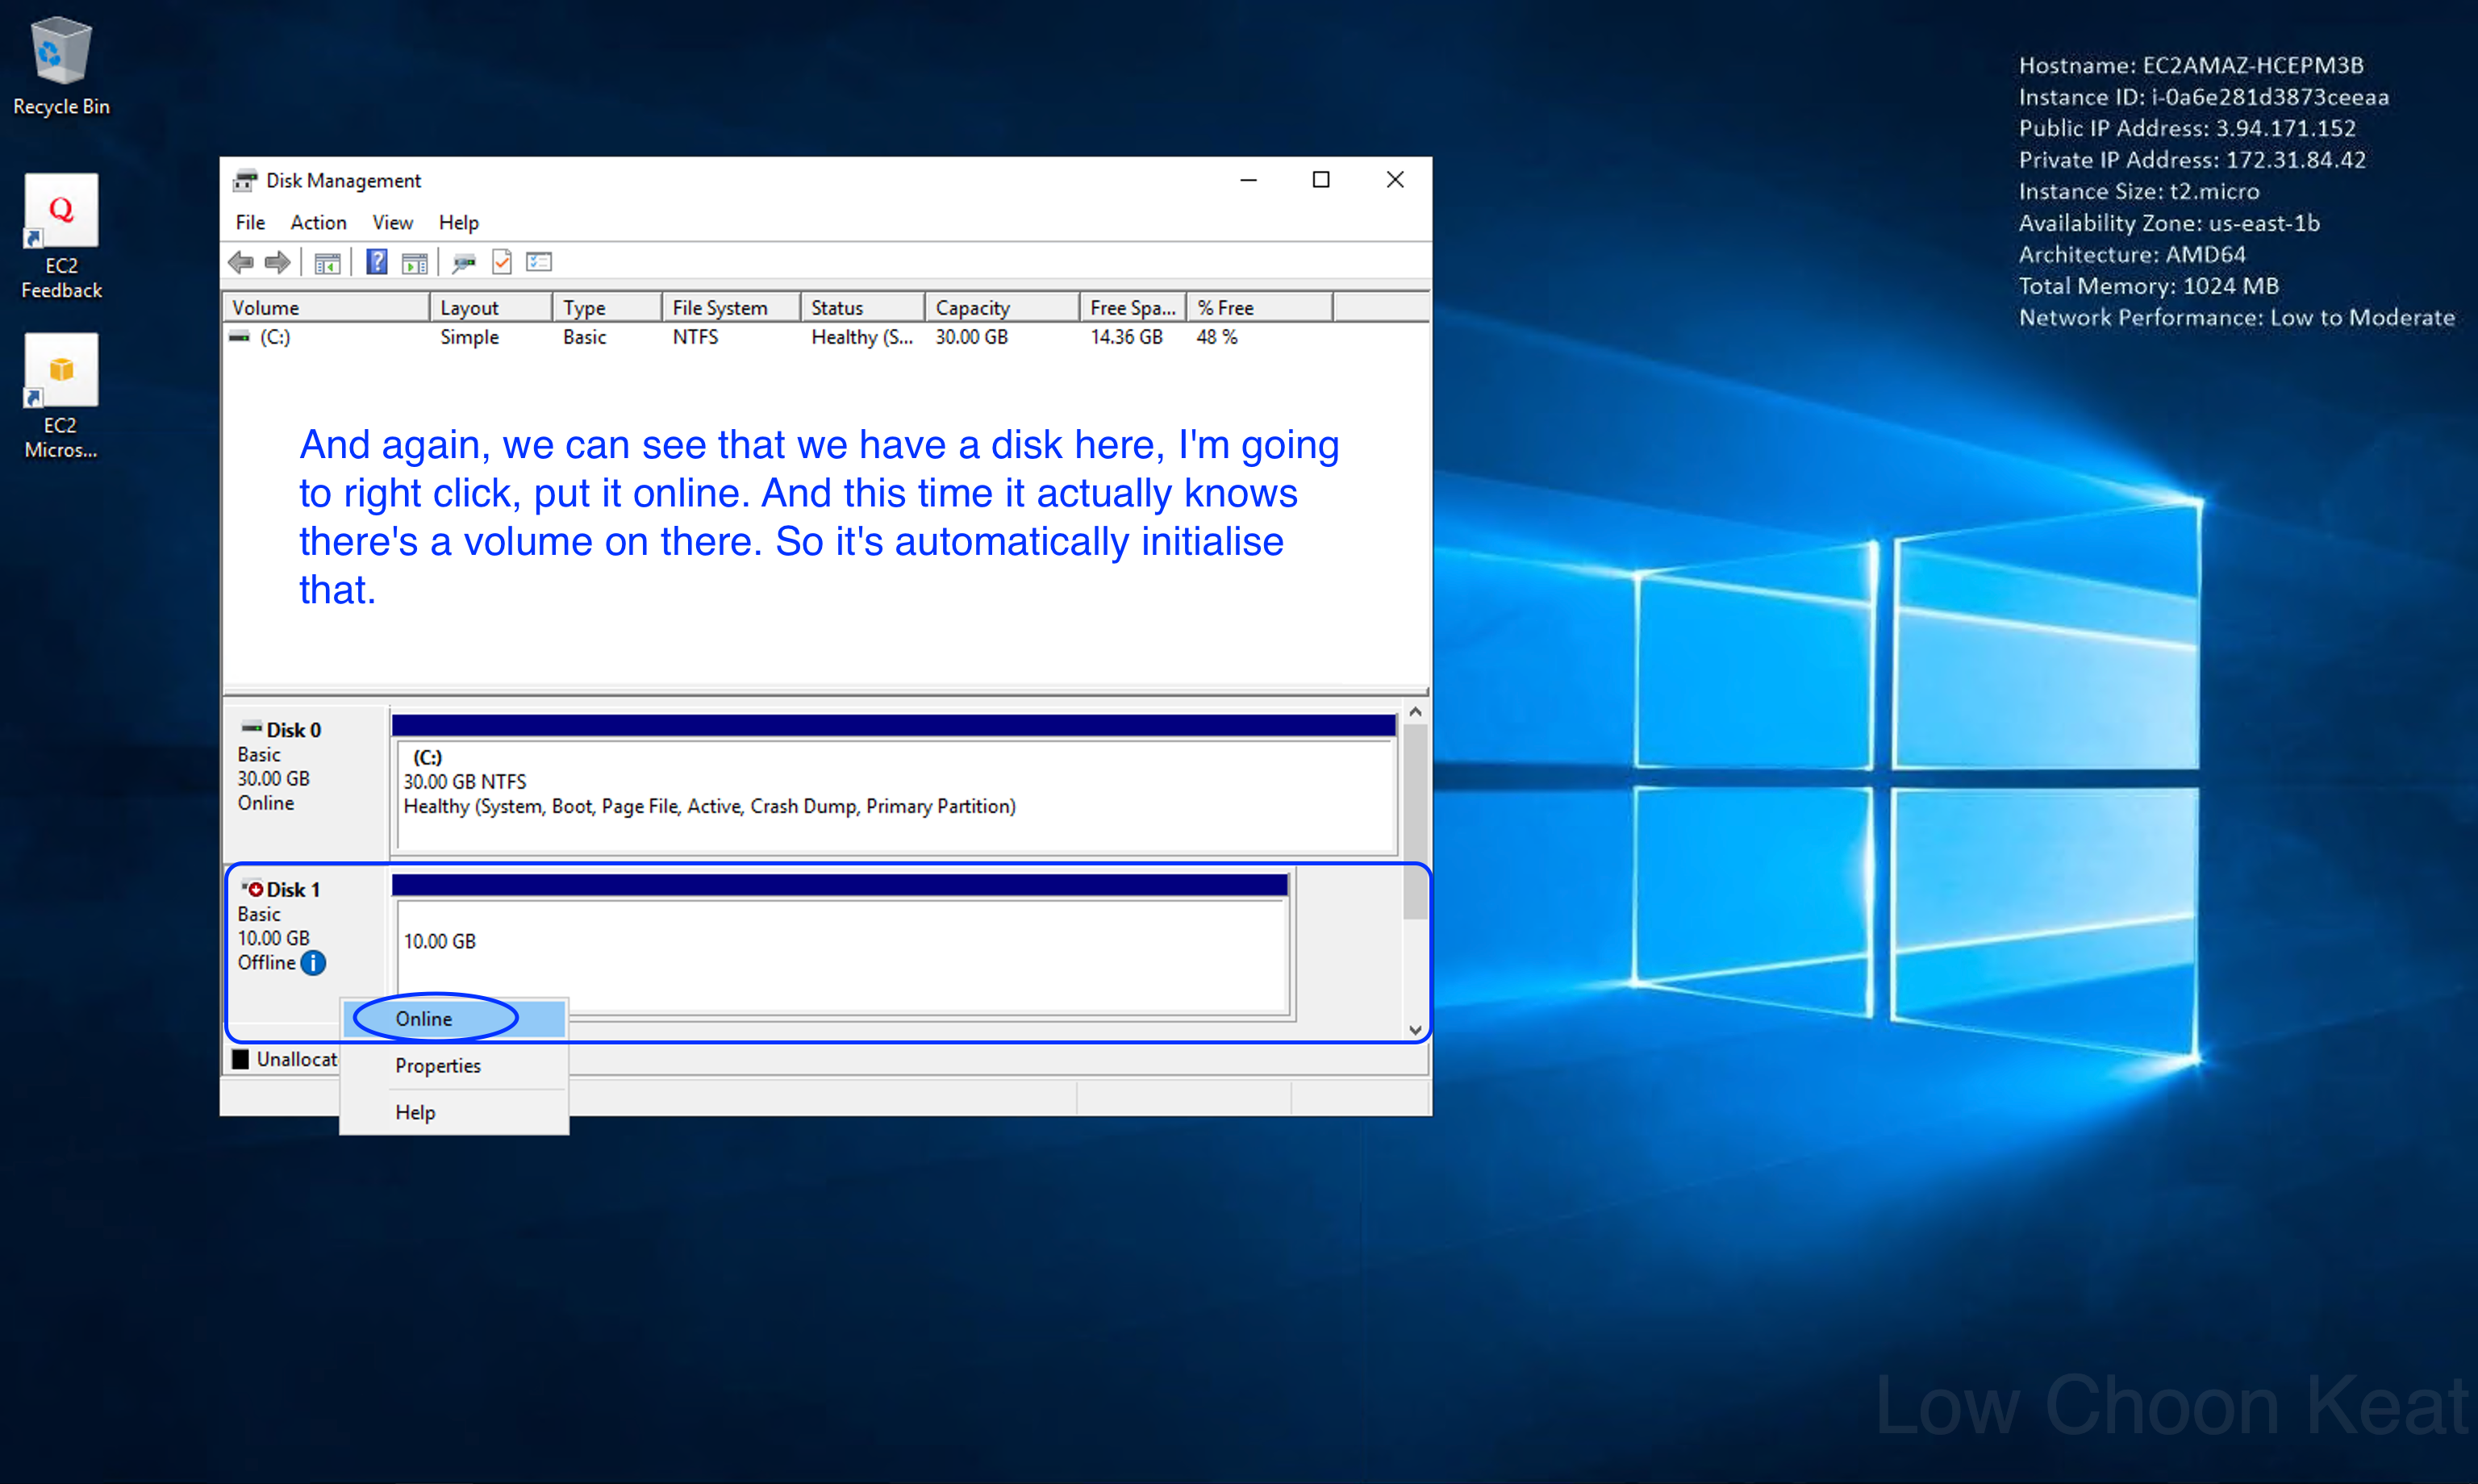 Recycle Bin
EC2
Feedback
EC2
Micros...
Hostname: EC2AMAZ-HCEPM3B
Instance ID: i-0a6e281d3873ceeaa
Public IP Address: 3.94.171.152
Private IP Address: 172.31.84.42
Instance Size: t2.micro
Availability Zone: us-east-1b
Architecture: AMD64
Total Memory: 1024 MB
Network Performance: Low to Moderate
Disk Management
File Action View Help
Volume Layout Type File System Status Capacity Free Spa... % Free
(C:) Simple Basic NTFS Healthy (S... 30.00 GB 14.36 GB 48 %
And again, we can see that we have a disk here, I'm going
to right click, put it online. And this time it actually knows
there's a volume on there. So it's automatically initialise
that.
Disk 0
Basic
30.00 GB
Online
(C:)
30.00 GB NTFS
Healthy (System, Boot, Page File, Active, Crash Dump, Primary Partition)
Disk 1
Basic
10.00 GB
Offline
10.00 GB
Online
Properties
Help
Unallocat
Low Choon Keat